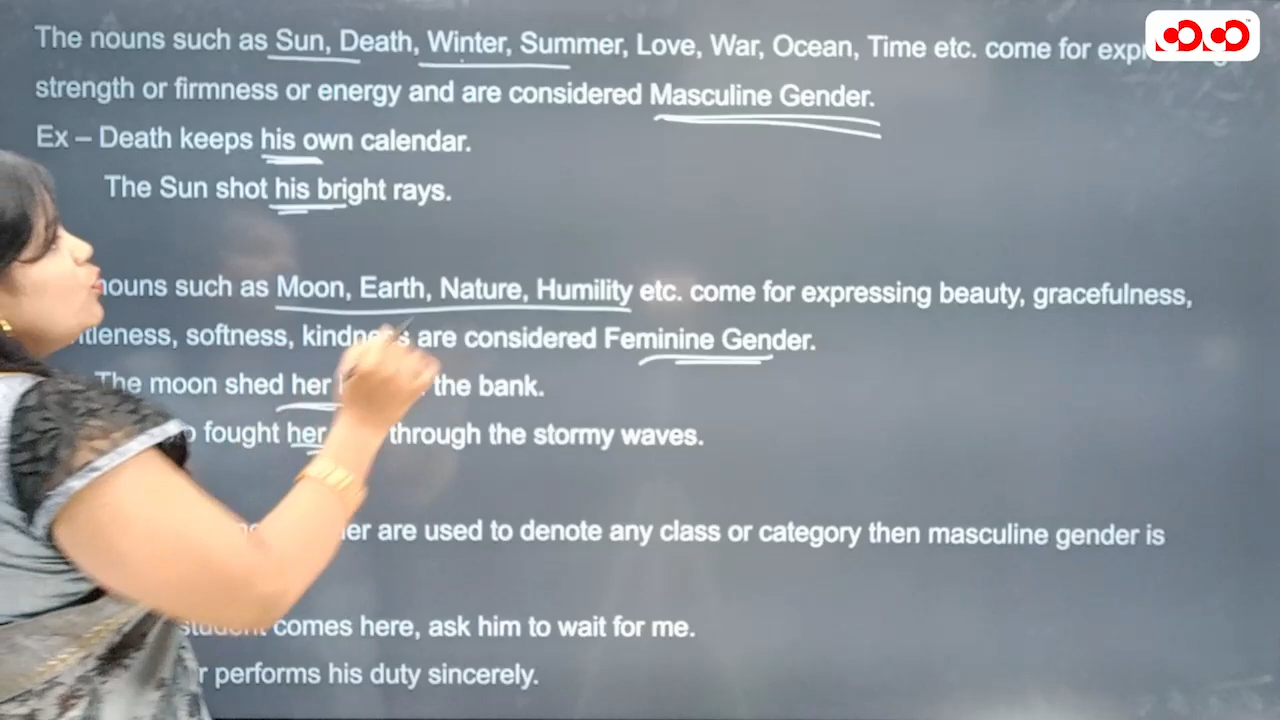 The nouns such as Sun, Death, Winter, Summer, Love, War, Ocean, Time etc. come for
strength or firmness or energy and are considered Masculine Gender.
Ex – Death keeps his own calendar.
The Sun shot his bright rays.
nouns such as Moon, Earth, Nature, Humility etc. come for expressing beauty, gracefulness,
softness, are considered Feminine Gender.
The moon shed her the bank.
fought her through the stormy waves.
are used to denote any class or category then masculine gender is
comes here, ask him to wait for me.
performs his duty sincerely.